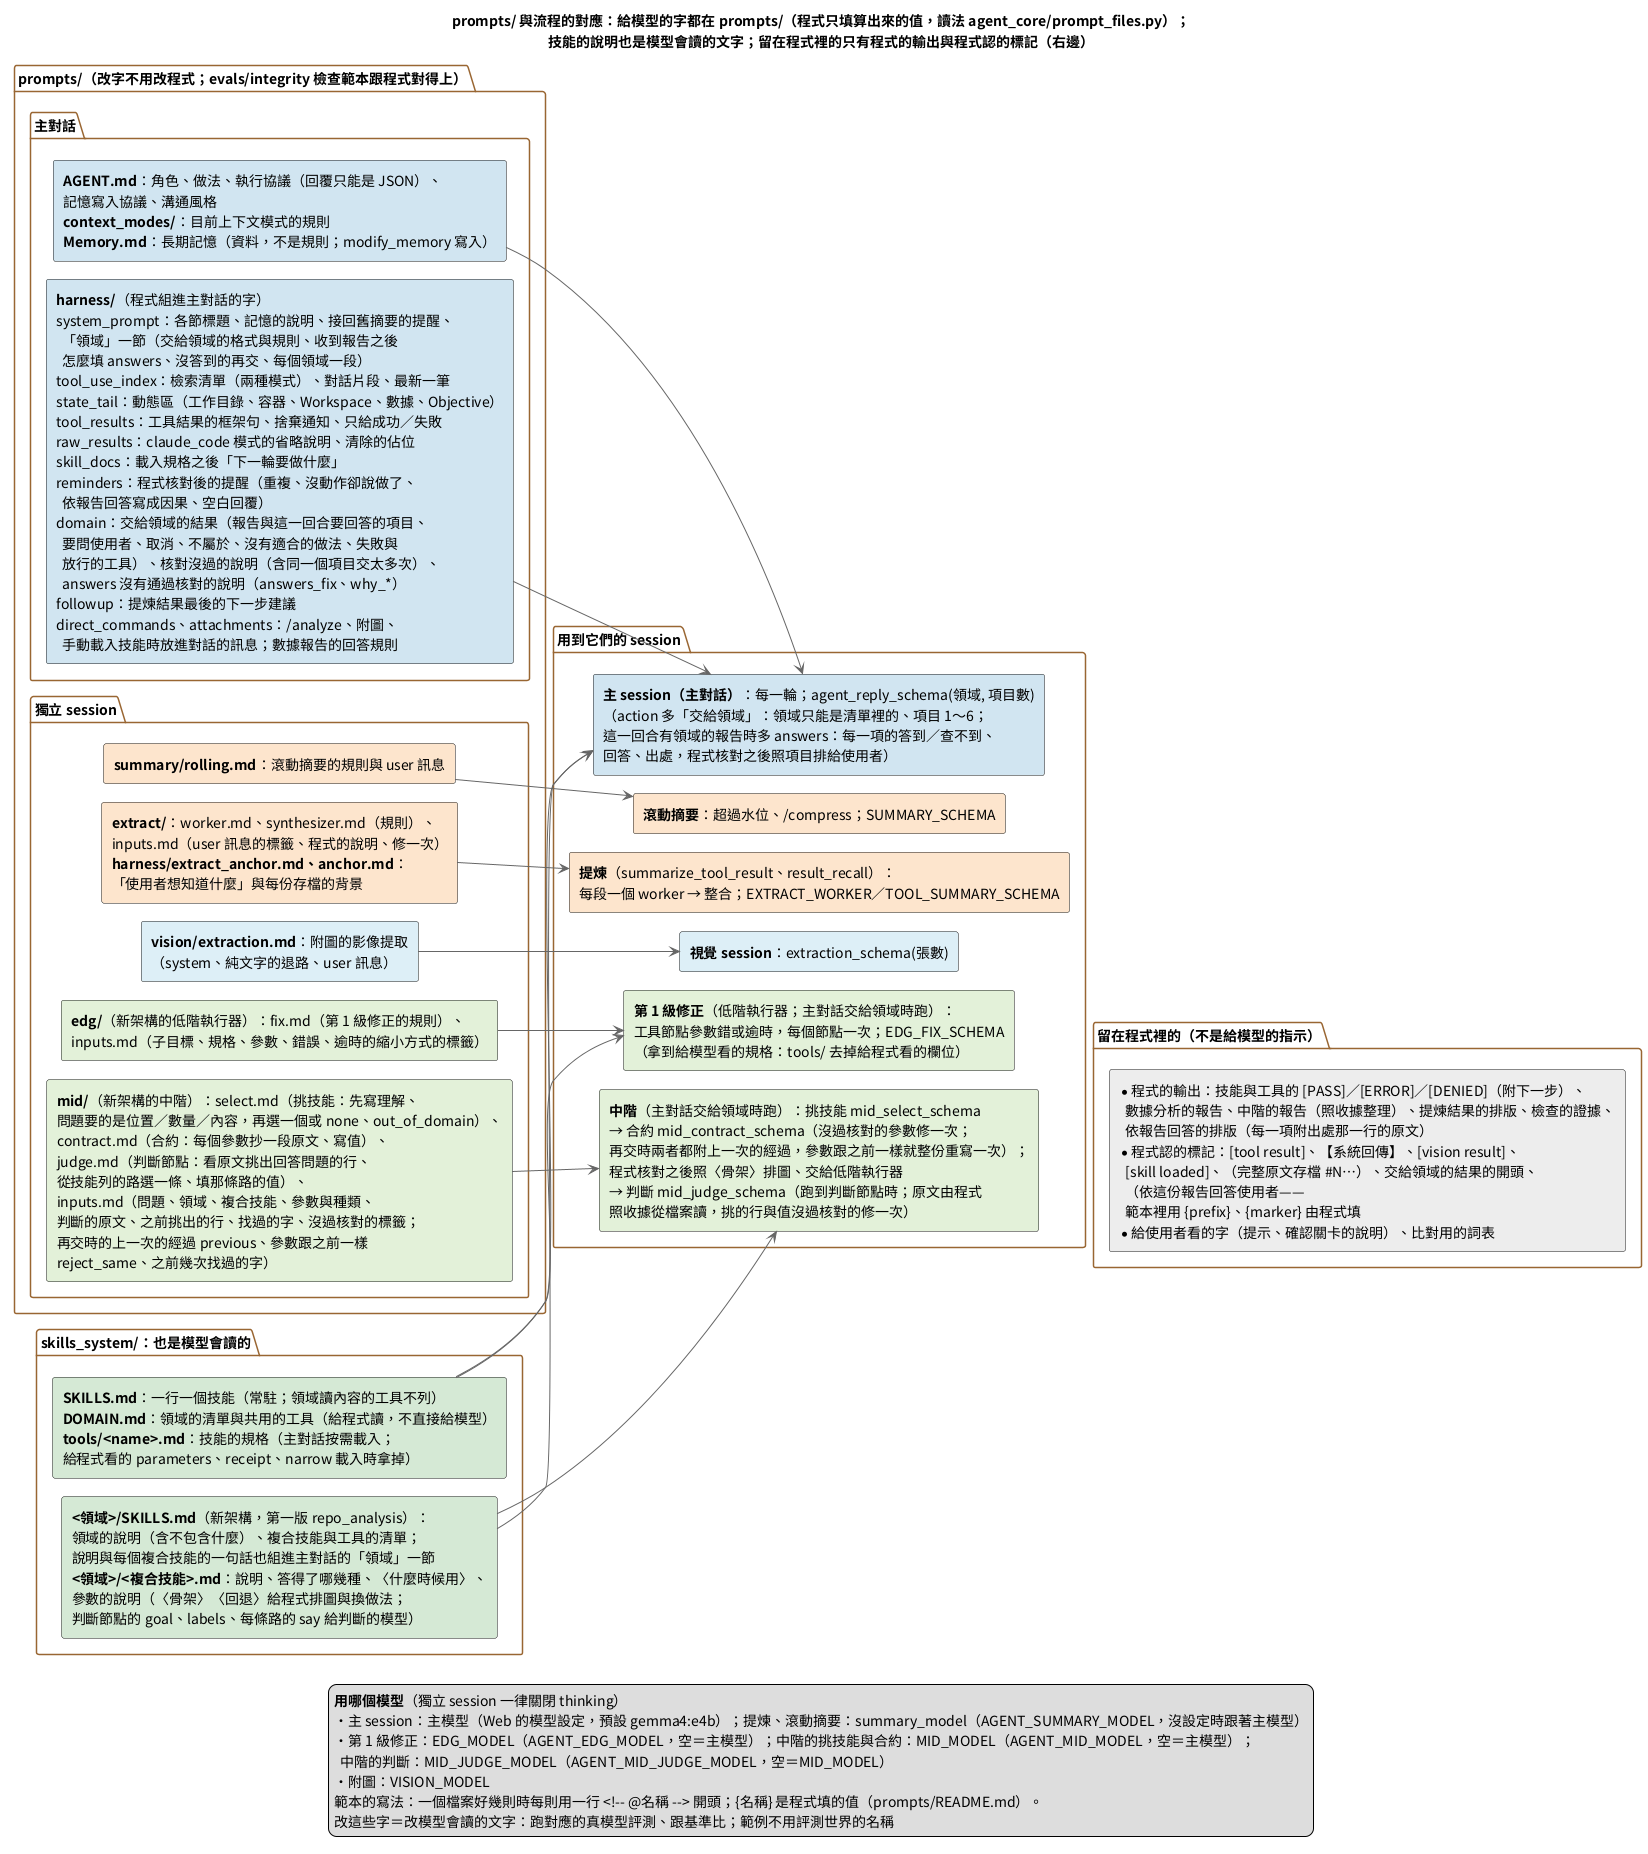 prompts/ 與流程的對應：給模型的字都在 prompts/（程式只填算出來的值，讀法 agent_core/prompt_files.py）；
技能的說明也是模型會讀的文字；留在程式裡的只有程式的輸出與程式認的標記（右邊）
prompts/（改字不用改程式；evals/integrity 檢查範本跟程式對得上）
主對話
AGENT.md：角色、做法、執行協議（回覆只能是 JSON）、
記憶寫入協議、溝通風格
context_modes/：目前上下文模式的規則
Memory.md：長期記憶（資料，不是規則；modify_memory 寫入）
harness/（程式組進主對話的字）
system_prompt：各節標題、記憶的說明、接回舊摘要的提醒、
「領域」一節（交給領域的格式與規則、收到報告之後
怎麼填 answers、沒答到的再交、每個領域一段）
tool_use_index：檢索清單（兩種模式）、對話片段、最新一筆
state_tail：動態區（工作目錄、容器、Workspace、數據、Objective）
tool_results：工具結果的框架句、捨棄通知、只給成功／失敗
raw_results：claude_code 模式的省略說明、清除的佔位
skill_docs：載入規格之後「下一輪要做什麼」
reminders：程式核對後的提醒（重複、沒動作卻說做了、
依報告回答寫成因果、空白回覆）
domain：交給領域的結果（報告與這一回合要回答的項目、
要問使用者、取消、不屬於、沒有適合的做法、失敗與
放行的工具）、核對沒過的說明（含同一個項目交太多次）、
answers 沒有通過核對的說明（answers_fix、why_*）
followup：提煉結果最後的下一步建議
direct_commands、attachments：/analyze、附圖、
手動載入技能時放進對話的訊息；數據報告的回答規則
獨立 session
summary/rolling.md：滾動摘要的規則與 user 訊息
extract/：worker.md、synthesizer.md（規則）、
inputs.md（user 訊息的標籤、程式的說明、修一次）
harness/extract_anchor.md、anchor.md：
「使用者想知道什麼」與每份存檔的背景
vision/extraction.md：附圖的影像提取
（system、純文字的退路、user 訊息）
edg/（新架構的低階執行器）：fix.md（第 1 級修正的規則）、
inputs.md（子目標、規格、參數、錯誤、逾時的縮小方式的標籤）
mid/（新架構的中階）：select.md（挑技能：先寫理解、
問題要的是位置／數量／內容，再選一個或 none、out_of_domain）、
contract.md（合約：每個參數抄一段原文、寫值）、
judge.md（判斷節點：看原文挑出回答問題的行、
從技能列的路選一條、填那條路的值）、
inputs.md（問題、領域、複合技能、參數與種類、
判斷的原文、之前挑出的行、找過的字、沒過核對的標籤；
再交時的上一次的經過 previous、參數跟之前一樣
reject_same、之前幾次找過的字）
skills_system/：也是模型會讀的
SKILLS.md：一行一個技能（常駐；領域讀內容的工具不列）
DOMAIN.md：領域的清單與共用的工具（給程式讀，不直接給模型）
tools/<name>.md：技能的規格（主對話按需載入；
給程式看的 parameters、receipt、narrow 載入時拿掉）
<領域>/SKILLS.md（新架構，第一版 repo_analysis）：
領域的說明（含不包含什麼）、複合技能與工具的清單；
說明與每個複合技能的一句話也組進主對話的「領域」一節
<領域>/<複合技能>.md：說明、答得了哪幾種、〈什麼時候用〉、
參數的說明（〈骨架〉〈回退〉給程式排圖與換做法；
判斷節點的 goal、labels、每條路的 say 給判斷的模型）
用到它們的 session
主 session（主對話）：每一輪；agent_reply_schema(領域, 項目數)
（action 多「交給領域」：領域只能是清單裡的、項目 1～6；
這一回合有領域的報告時多 answers：每一項的答到／查不到、
回答、出處，程式核對之後照項目排給使用者）
滾動摘要：超過水位、/compress；SUMMARY_SCHEMA
提煉（summarize_tool_result、result_recall）：
每段一個 worker → 整合；EXTRACT_WORKER／TOOL_SUMMARY_SCHEMA
視覺 session：extraction_schema(張數)
第 1 級修正（低階執行器；主對話交給領域時跑）：
工具節點參數錯或逾時，每個節點一次；EDG_FIX_SCHEMA
（拿到給模型看的規格：tools/ 去掉給程式看的欄位）
中階（主對話交給領域時跑）：挑技能 mid_select_schema
→ 合約 mid_contract_schema（沒過核對的參數修一次；
再交時兩者都附上一次的經過，參數跟之前一樣就整份重寫一次）；
程式核對之後照〈骨架〉排圖、交給低階執行器
→ 判斷 mid_judge_schema（跑到判斷節點時；原文由程式
照收據從檔案讀，挑的行與值沒過核對的修一次）
留在程式裡的（不是給模型的指示）
• 程式的輸出：技能與工具的 [PASS]／[ERROR]／[DENIED]（附下一步）、
數據分析的報告、中階的報告（照收據整理）、提煉結果的排版、檢查的證據、
依報告回答的排版（每一項附出處那一行的原文）
• 程式認的標記：[tool result]、【系統回傳】、[vision result]、
[skill loaded]、（完整原文存檔 #N…）、交給領域的結果的開頭、
（依這份報告回答使用者——
範本裡用 {prefix}、{marker} 由程式填
• 給使用者看的字（提示、確認關卡的說明）、比對用的詞表
用哪個模型（獨立 session 一律關閉 thinking）
・主 session：主模型（Web 的模型設定，預設 gemma4:e4b）；提煉、滾動摘要：summary_model（AGENT_SUMMARY_MODEL，沒設定時跟著主模型）
・第 1 級修正：EDG_MODEL（AGENT_EDG_MODEL，空＝主模型）；中階的挑技能與合約：MID_MODEL（AGENT_MID_MODEL，空＝主模型）；
中階的判斷：MID_JUDGE_MODEL（AGENT_MID_JUDGE_MODEL，空＝MID_MODEL）
・附圖：VISION_MODEL
範本的寫法：一個檔案好幾則時每則用一行 <!-- @名稱 --> 開頭；{名稱} 是程式填的值（prompts/README.md）。
改這些字＝改模型會讀的文字：跑對應的真模型評測、跟基準比；範例不用評測世界的名稱